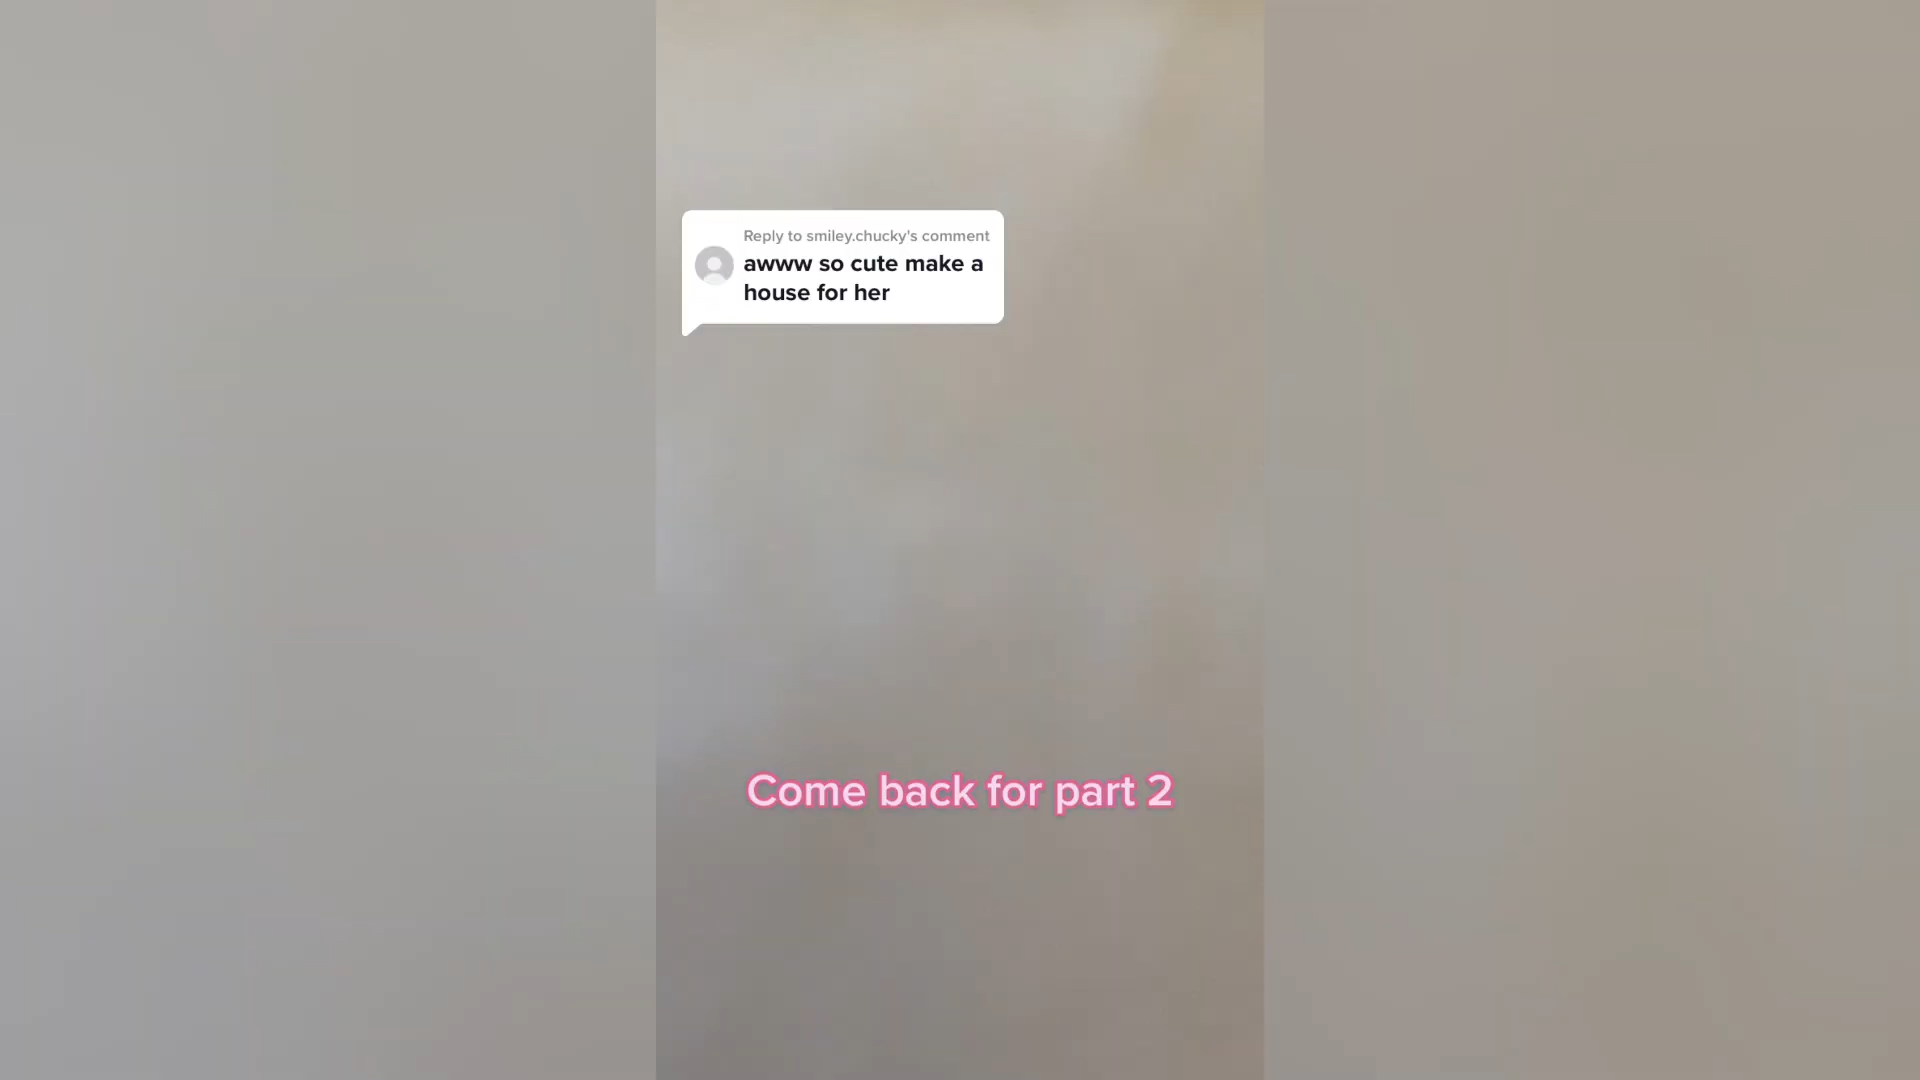 Reply to smiley.chucky's comment
awww so cute make a
house for her
Come back for part 2